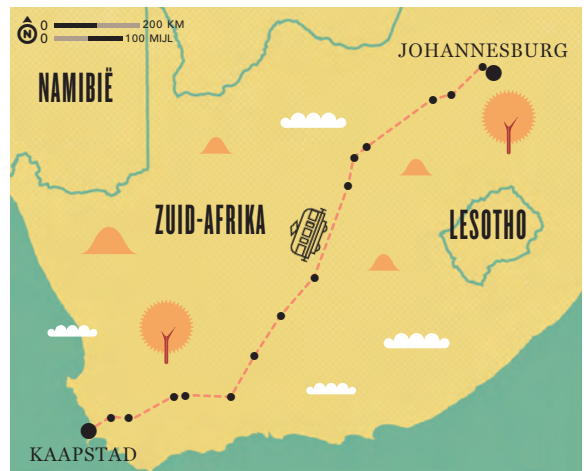 0 200 KM
N 0 100 MIJL
JOHANNESBURG
NAMIBIË
ZUID-AFRIKA
LESOTHO
KAAPSTAD